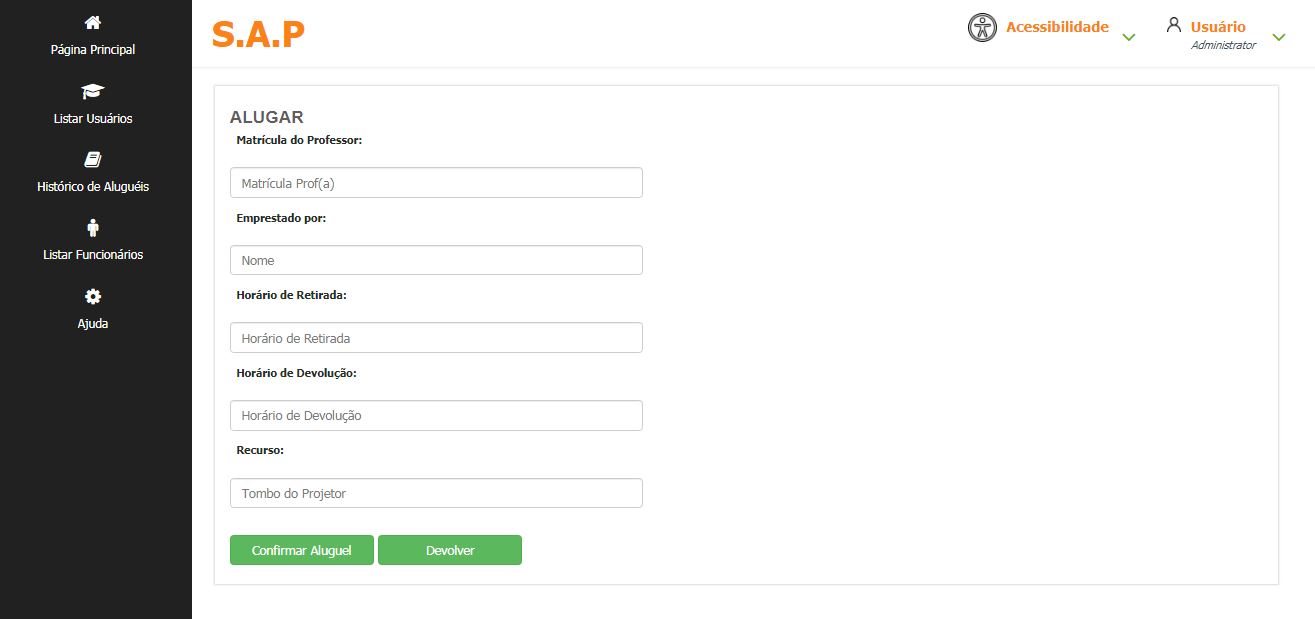 Página Principal
Listar Usuários
Histórico de Aluguéis
Listar Funcionários
Ajuda
S.A.P
Acessibilidade
Usuário
Administrator
ALUGAR
Matrícula do Professor:
Matrícula Prof(a)
Emprestado por:
Nome
Horário de Retirada:
Horário de Retirada
Horário de Devolução:
Horário de Devolução
Recurso:
Tombo do Projetor
Confirmar Aluguel Devolver